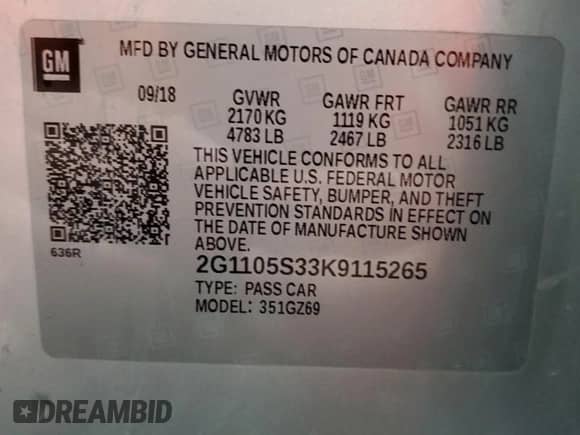 GM
MFD BY GENERAL MOTORS OF CANADA COMPANY
09/18 GVWR GAWR FRT GAWR RR
2170 KG 1119 KG 1051 KG
4783 LB 2467 LB 2316 LB
THIS VEHICLE CONFORMS TO ALL
APPLICABLE U.S. FEDERAL MOTOR
VEHICLE SAFETY, BUMPER, AND THEFT
PREVENTION STANDARDS IN EFFECT ON
THE DATE OF MANUFACTURE SHOWN
ABOVE.
636R
2G1105S33K9115265
TYPE: PASS CAR
MODEL: 351GZ69
DREAMBID